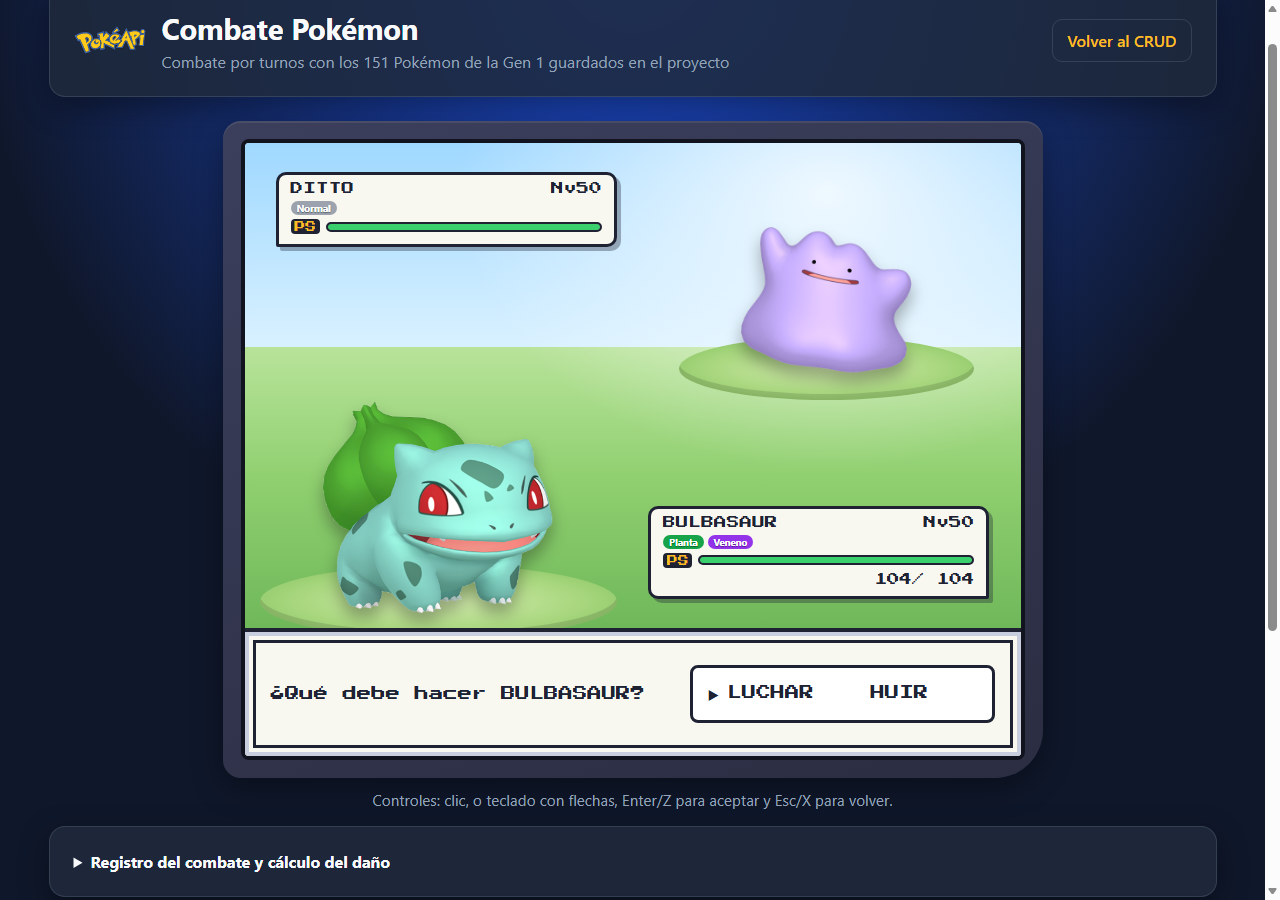 PokéAPI
Combate Pokémon
Combate por turnos con los 151 Pokémon de la Gen 1 guardados en el proyecto
Volver al CRUD
DITTO Nv50
Normal
PS
BULBASAUR Nv50
Planta Veneno
PS
104/ 104
¿Qué debe hacer BULBASAUR?
▶ LUCHAR HUIR
Controles: clic, o teclado con flechas, Enter/Z para aceptar y Esc/X para volver.
▶ Registro del combate y cálculo del daño